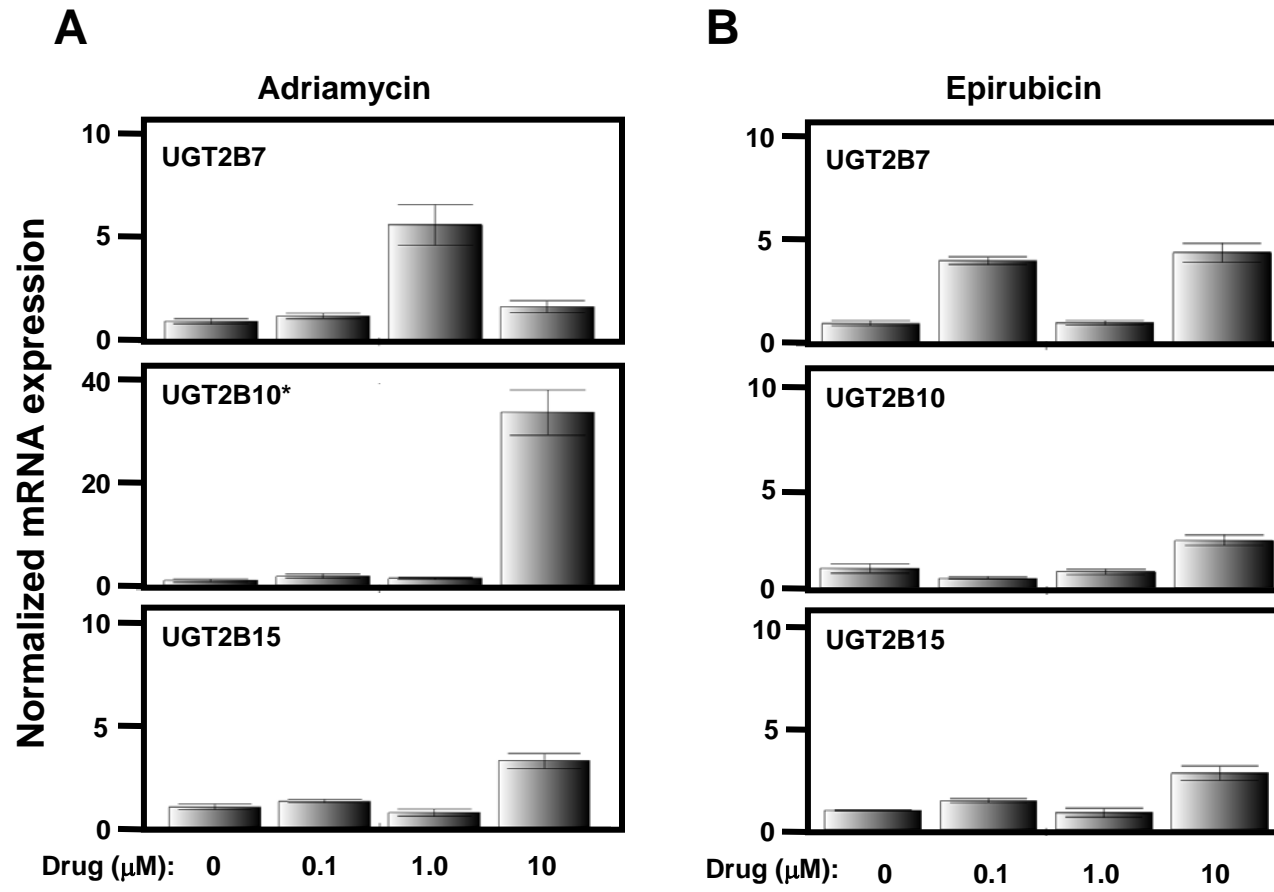 A
B
Adriamycin
Epirubicin
Normalized mRNA expression
10
UGT2B7
5
0
40
UGT2B10*
20
0
10
UGT2B15
5
0
Drug (μM): 0 0.1 1.0 10
10
UGT2B7
5
0
10
UGT2B10
5
0
10
UGT2B15
5
0
Drug (μM): 0 0.1 1.0 10